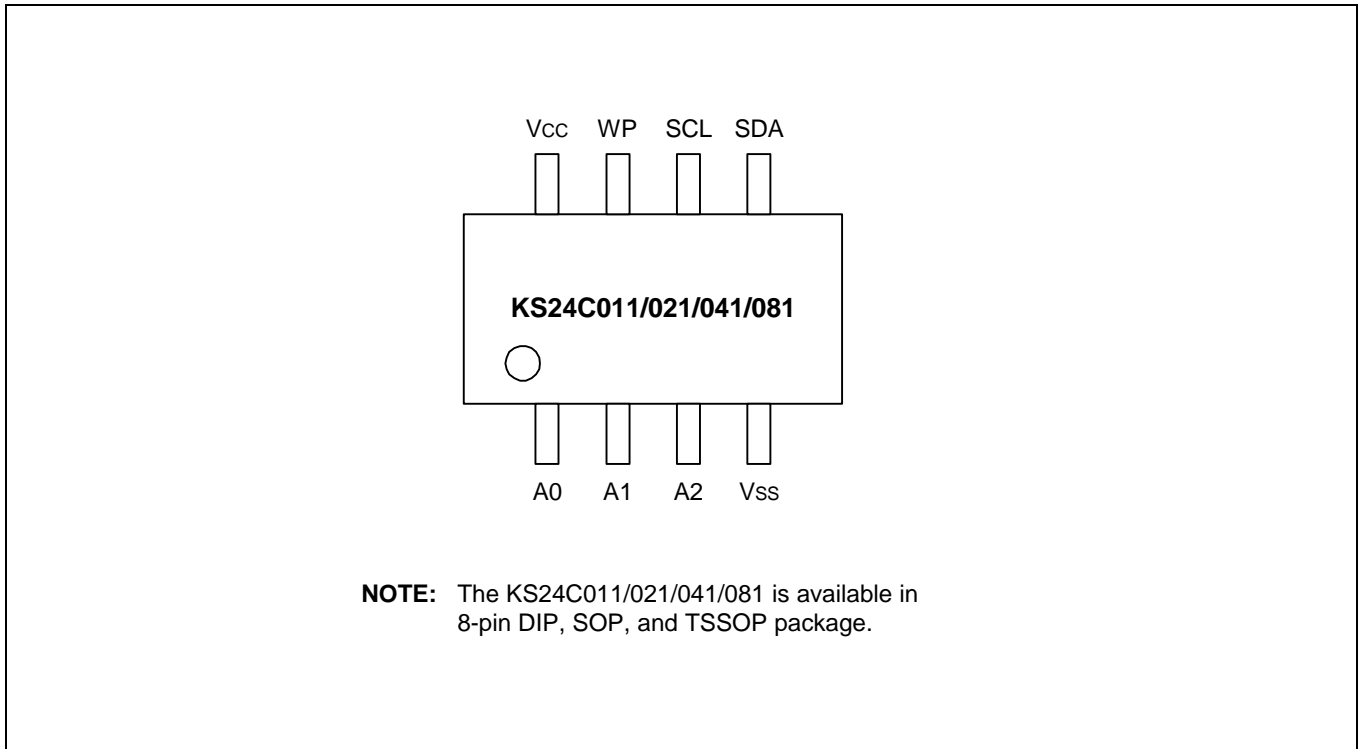 Vcc WP SCL SDA
KS24C011/021/041/081
A0 A1 A2 Vss
NOTE: The KS24C011/021/041/081 is available in
8-pin DIP, SOP, and TSSOP package.